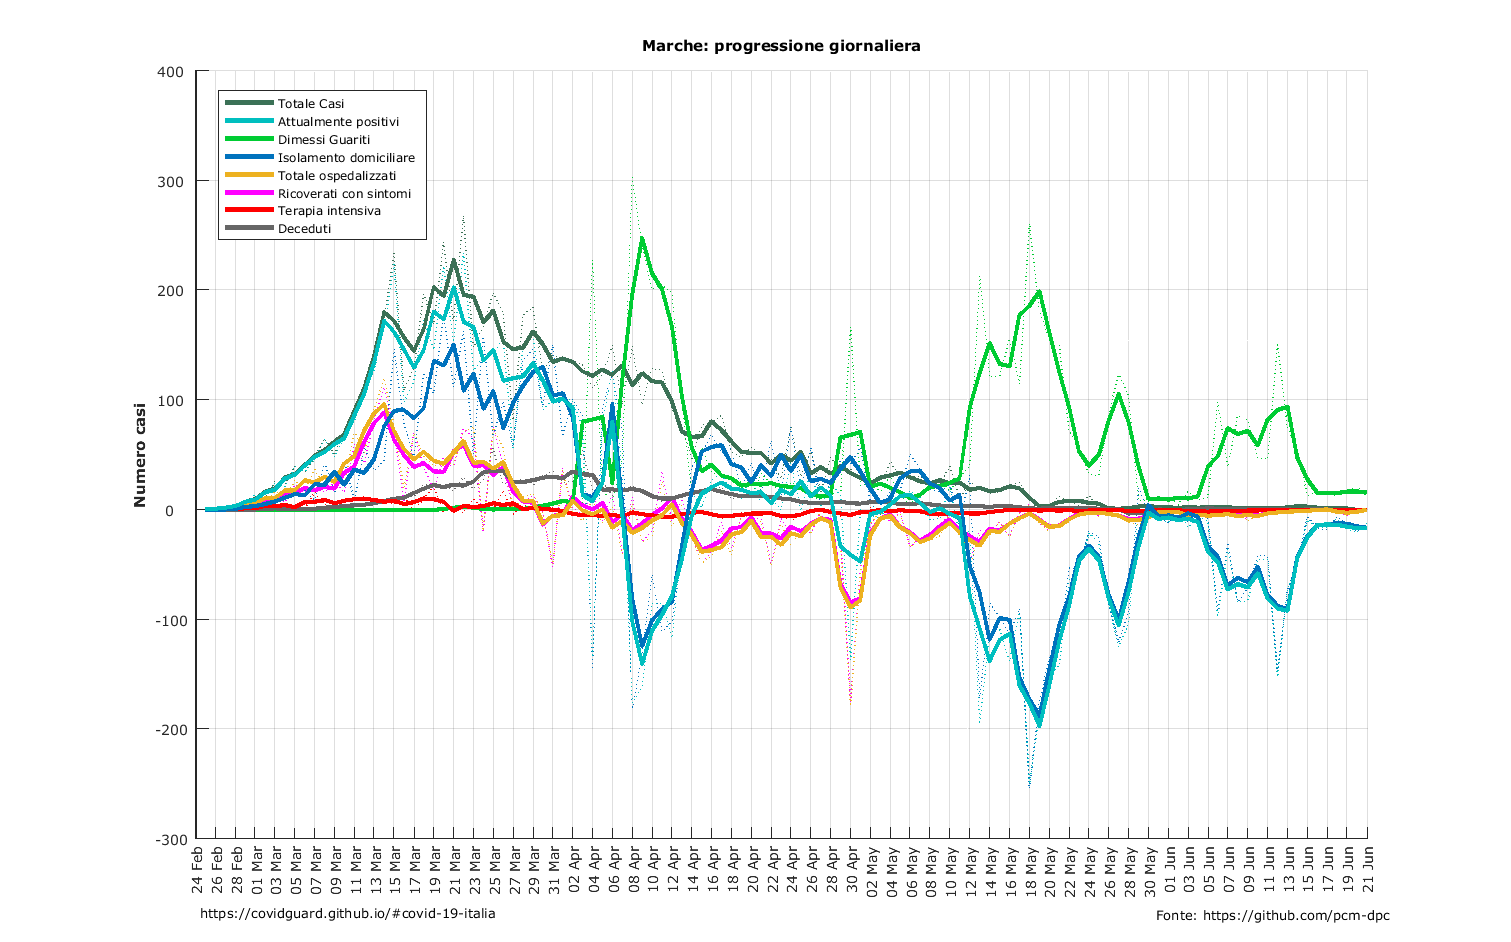 Marche: progressione giornaliera
400
300
200
100
0
-100
-200
-300
Numero casi
Totale Casi
Attualmente positivi
Dimessi Guariti
Isolamento domiciliare
Totale ospedalizzati
Ricoverati con sintomi
Terapia intensiva
Deceduti
24 Feb
26 Feb
28 Feb
01 Mar
03 Mar
05 Mar
07 Mar
09 Mar
11 Mar
13 Mar
15 Mar
17 Mar
19 Mar
21 Mar
23 Mar
25 Mar
27 Mar
29 Mar
31 Mar
02 Apr
04 Apr
06 Apr
08 Apr
10 Apr
12 Apr
14 Apr
16 Apr
18 Apr
20 Apr
22 Apr
24 Apr
26 Apr
28 Apr
30 Apr
02 May
04 May
06 May
08 May
10 May
12 May
14 May
16 May
18 May
20 May
22 May
24 May
26 May
28 May
30 May
01 Jun
03 Jun
05 Jun
07 Jun
09 Jun
11 Jun
13 Jun
15 Jun
17 Jun
19 Jun
21 Jun
https://covidguard.github.io/#covid-19-italia
Fonte: https://github.com/pcm-dpc